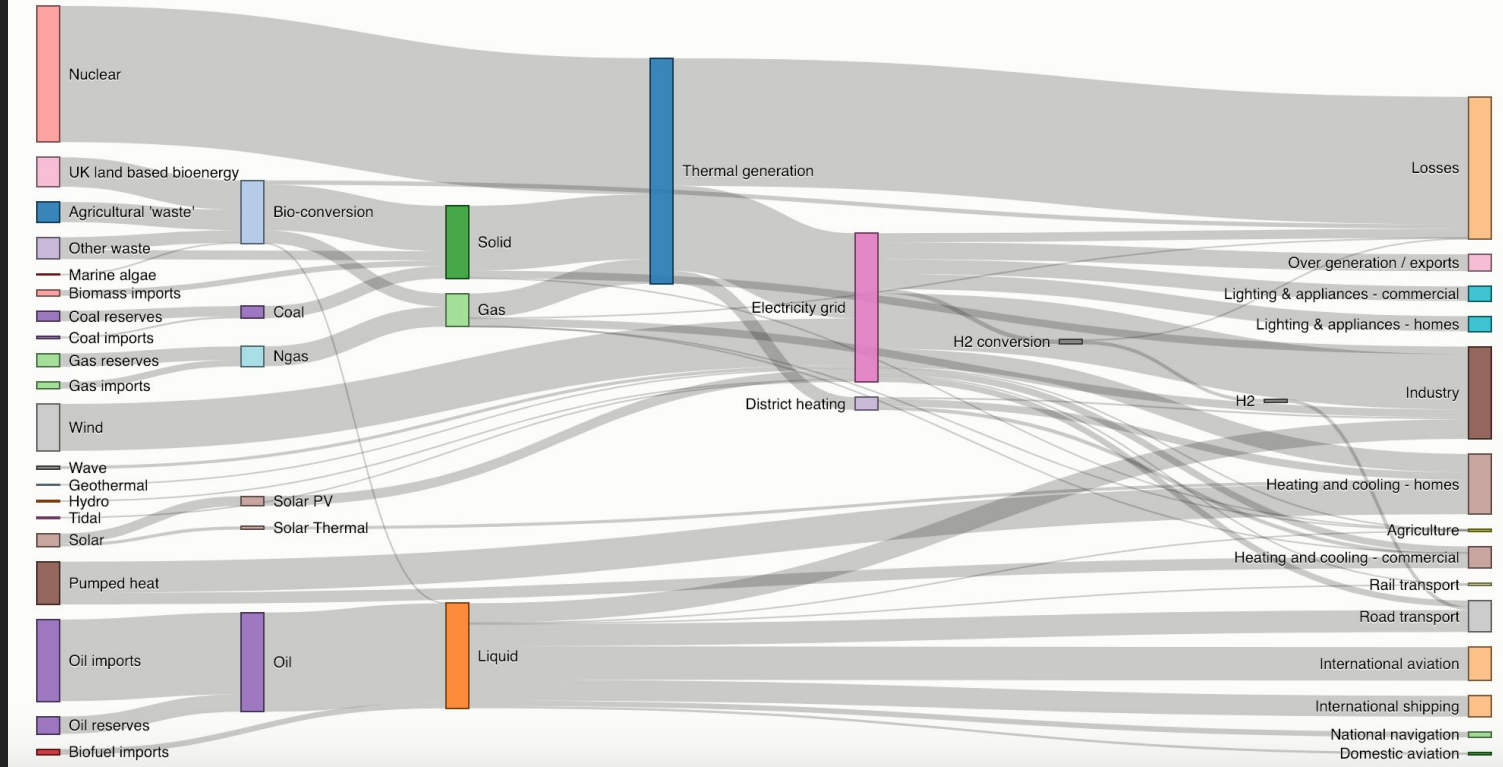 Nuclear
UK land based bioenergy
Agricultural 'waste'
Other waste
Marine algae
Biomass imports
Coal reserves
Coal imports
Gas reserves
Gas imports
Wind
Wave
Geothermal
Hydro
Tidal
Solar
Pumped heat
Oil imports
Oil reserves
Biofuel imports
Bio-conversion
Coal
Ngas
Solar PV
Solar Thermal
Oil
Solid
Gas
Liquid
Thermal generation
Electricity grid
District heating
H2 conversion
H2
Losses
Over generation / exports
Lighting & appliances - commercial
Lighting & appliances - homes
Industry
Heating and cooling - homes
Agriculture
Heating and cooling - commercial
Rail transport
Road transport
International aviation
International shipping
National navigation
Domestic aviation